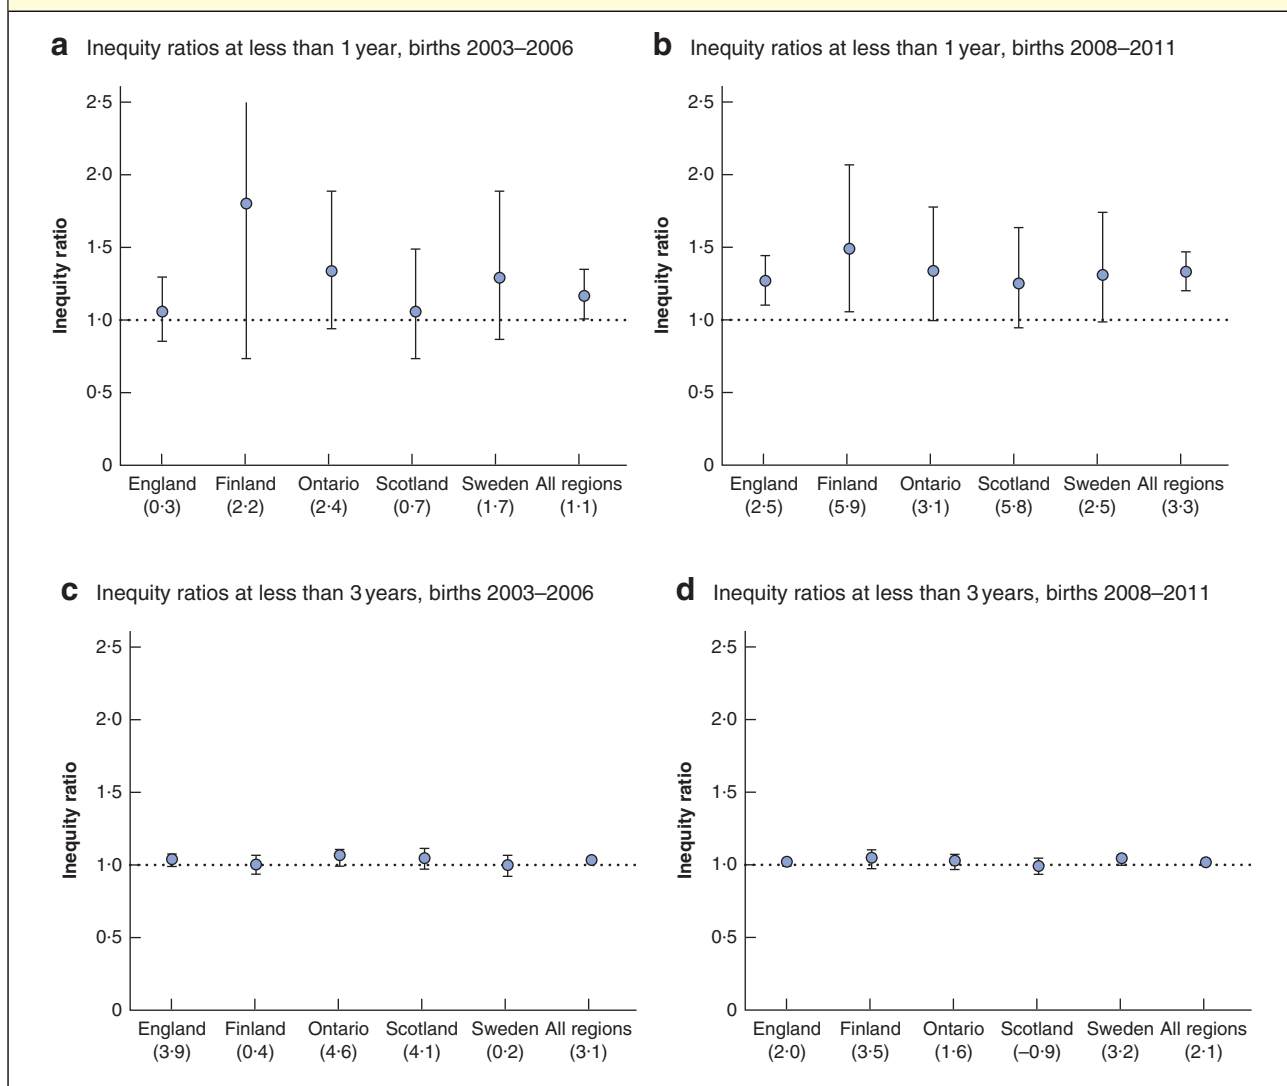 a Inequity ratios at less than 1 year, births 2003–2006
Inequity ratio
2·5
2·0
1·5
1·0
0·5
0
England Finland Ontario Scotland Sweden All regions
(0·3) (2·2) (2·4) (0·7) (1·7) (1·1)
b Inequity ratios at less than 1 year, births 2008–2011
Inequity ratio
2·5
2·0
1·5
1·0
0·5
0
England Finland Ontario Scotland Sweden All regions
(2·5) (5·9) (3·1) (5·8) (2·5) (3·3)
c Inequity ratios at less than 3 years, births 2003–2006
Inequity ratio
2·5
2·0
1·5
1·0
0·5
0
England Finland Ontario Scotland Sweden All regions
(3·9) (0·4) (4·6) (4·1) (0·2) (3·1)
d Inequity ratios at less than 3 years, births 2008–2011
Inequity ratio
2·5
2·0
1·5
1·0
0·5
0
England Finland Ontario Scotland Sweden All regions
(2·0) (3·5) (1·6) (–0·9) (3·2) (2·1)